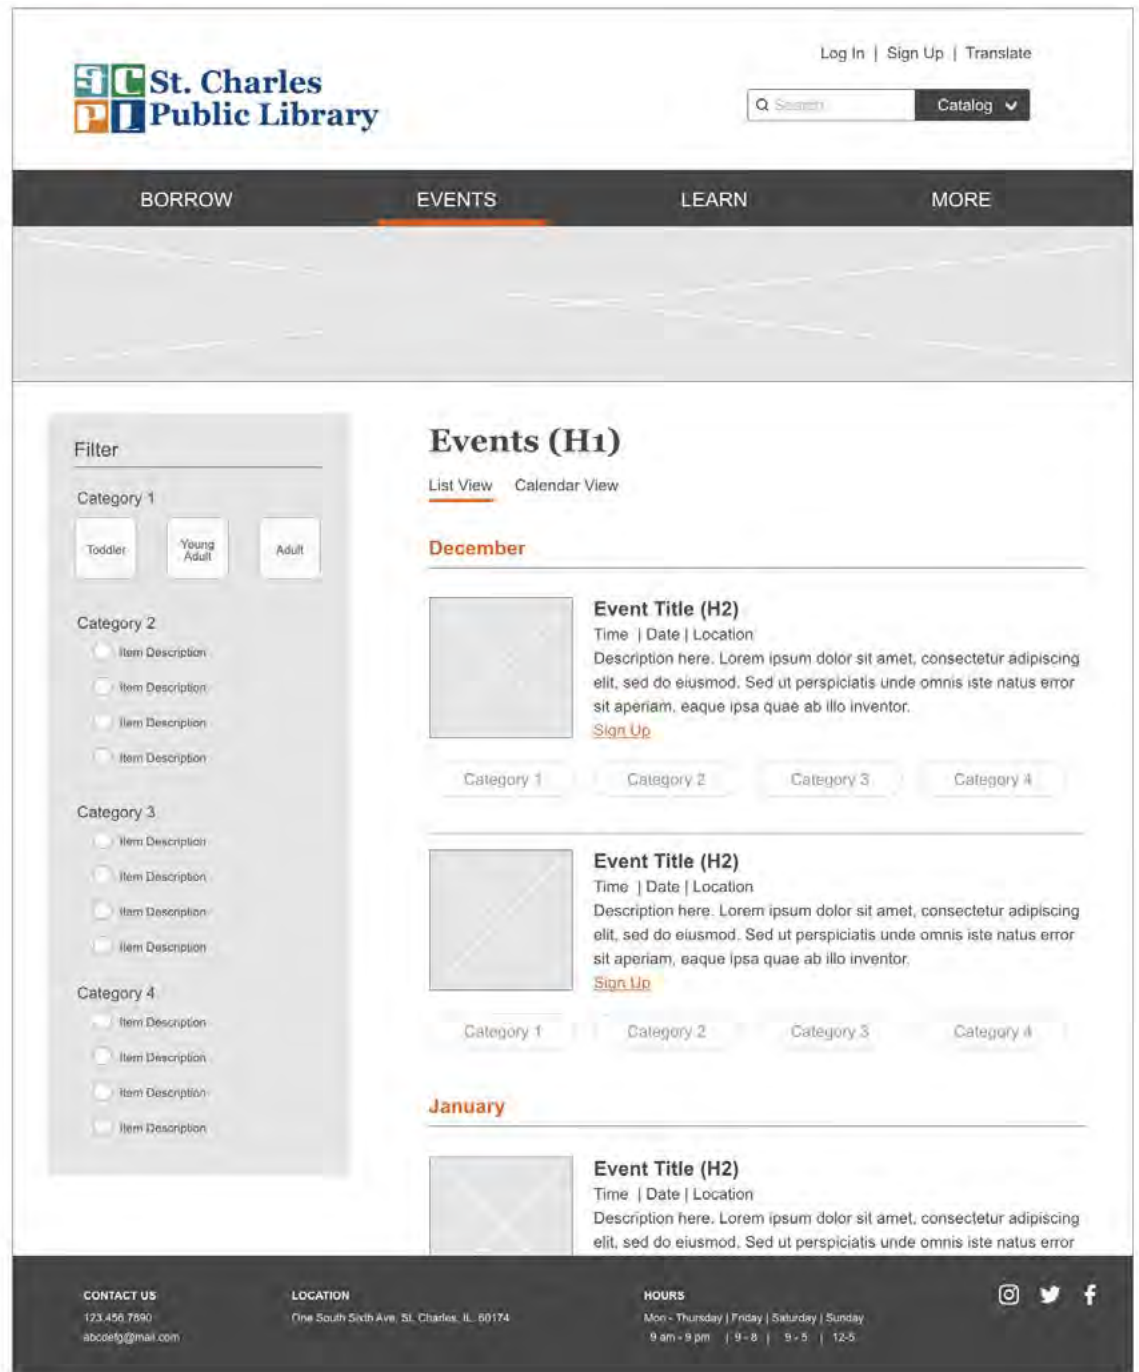 Log In | Sign Up | Translate
SC St. Charles
PL Public Library
Search
Catalog
BORROW EVENTS LEARN MORE
Filter
Category 1
Toddler
Young
Adult
Adult
Category 2
Item Description
Item Description
Item Description
Item Description
Category 3
Item Description
Item Description
Item Description
Item Description
Category 4
Item Description
Item Description
Item Description
Item Description
Events (H1)
List View Calendar View
December
Event Title (H2)
Time | Date | Location
Description here. Lorem ipsum dolor sit amet, consectetur adipiscing
elit, sed do eiusmod. Sed ut perspiciatis unde omnis iste natus error
sit aperiam, eaque ipsa quae ab illo inventor.
Sign Up
Category 1 Category 2 Category 3 Category 4
Event Title (H2)
Time | Date | Location
Description here. Lorem ipsum dolor sit amet, consectetur adipiscing
elit, sed do eiusmod. Sed ut perspiciatis unde omnis iste natus error
sit aperiam, eaque ipsa quae ab illo inventor.
Sign Up
Category 1 Category 2 Category 3 Category 4
January
Event Title (H2)
Time | Date | Location
Description here. Lorem ipsum dolor sit amet, consectetur adipiscing
elit, sed do eiusmod. Sed ut perspiciatis unde omnis iste natus error
CONTACT US
123.456.7890
abcdefg@mail.com
LOCATION
One South Sixth Ave, St. Charles, IL, 60174
HOURS
Mon - Thursday | Friday | Saturday | Sunday
9 am - 9 pm | 9 - 8 | 9 - 5 | 12-5